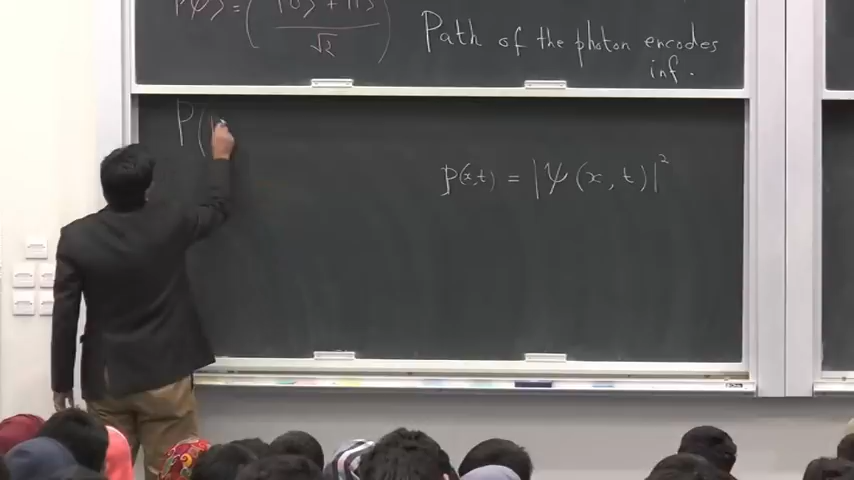 |ψ⟩ = ( |0⟩ + |1⟩ / √2 )
Path of the photon encodes
inf.
P(
p(x,t) = |ψ(x,t)|²